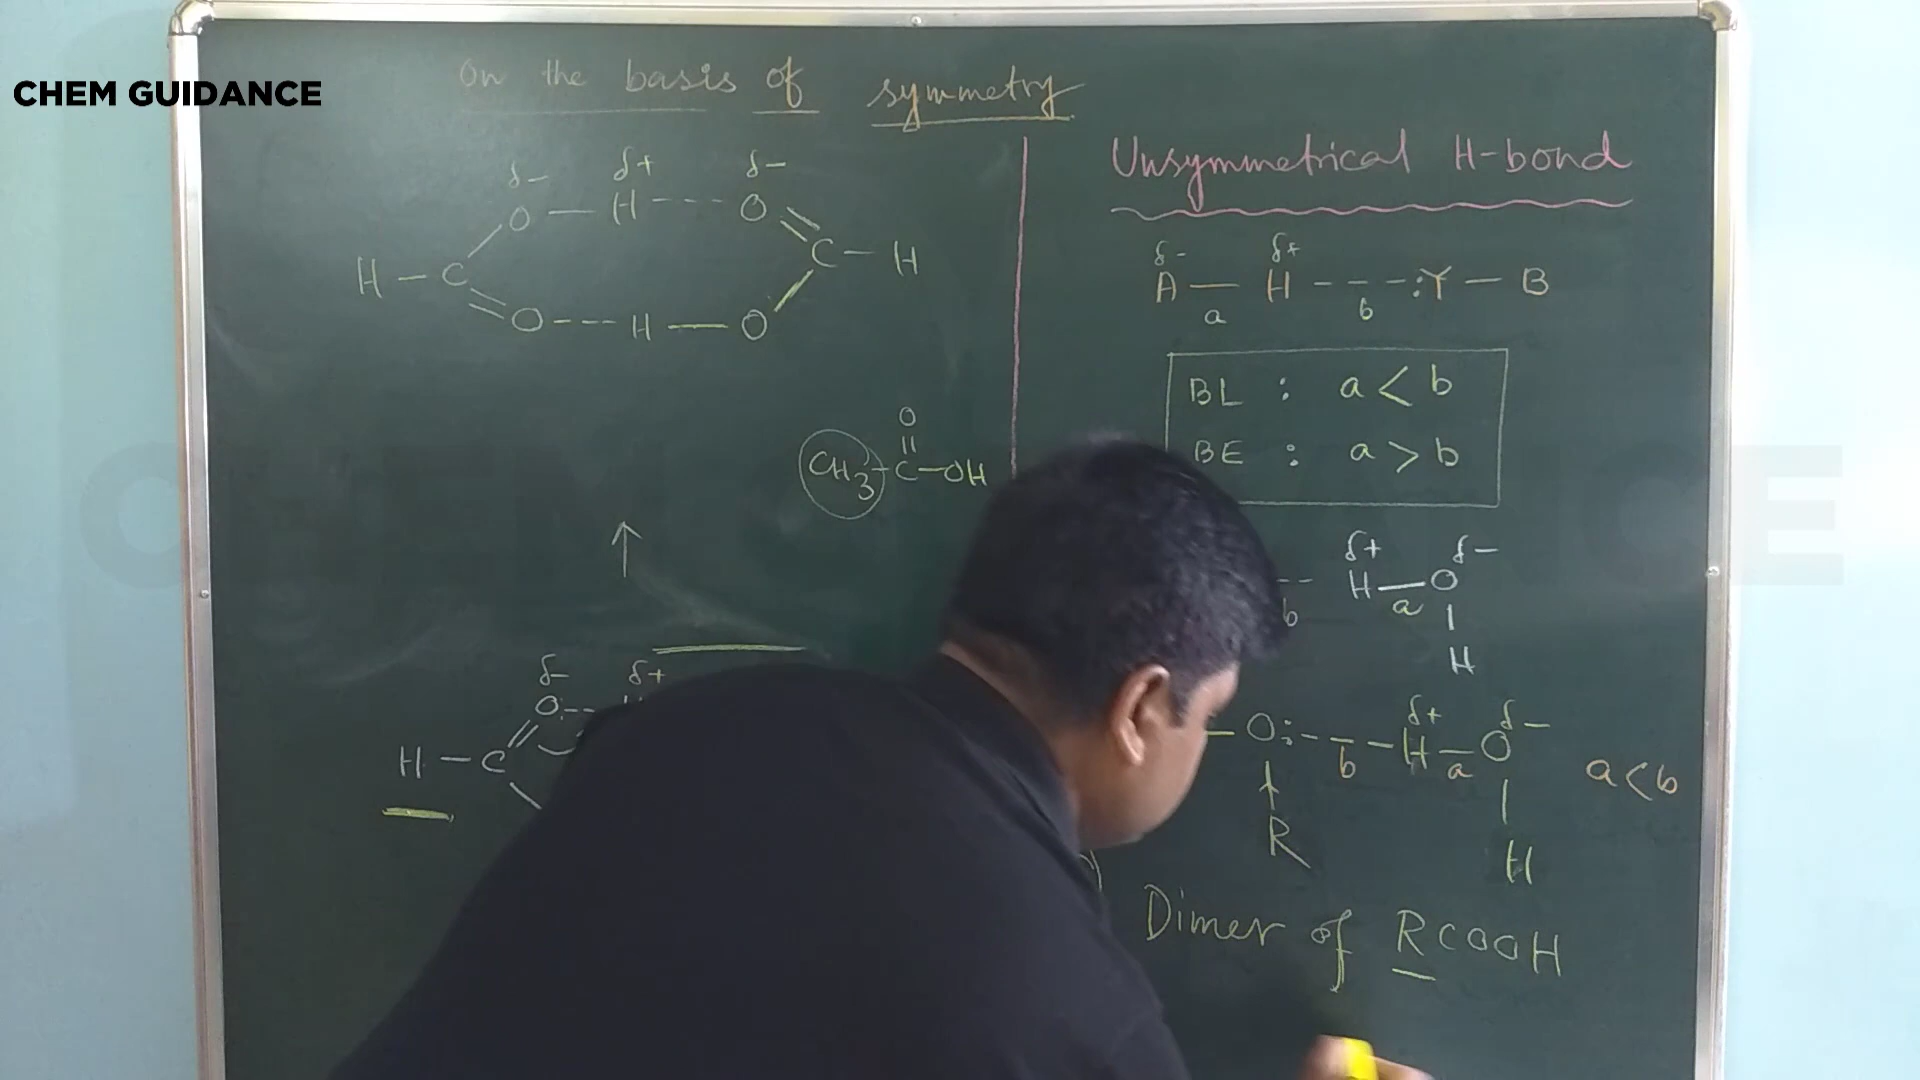 CHEM GUIDANCE
On the basis of symmetry
δ- δ+ δ-
O — H --- O
H — C
C — H
O --- H — O
O
CH3 - C - OH
δ- δ+
O:--
H — C
Unsymmetrical H-bond
δ- δ+
A — H ---:Y — B
a b
BL : a < b
BE : a > b
δ+ δ-
-- H — O
b a
H
δ+ δ-
— O: - - - H — O
b a
a < b
R
H
Dimer of RCOOH